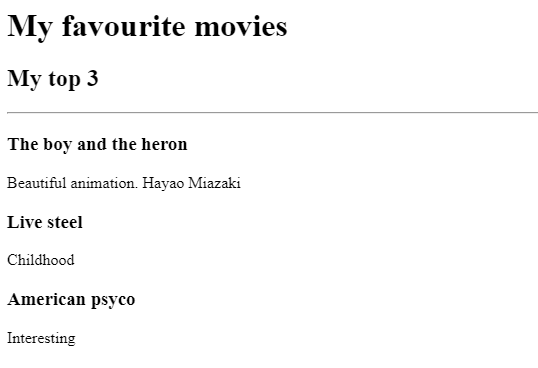 My favourite movies
My top 3
The boy and the heron
Beautiful animation. Hayao Miazaki
Live steel
Childhood
American psyco
Interesting